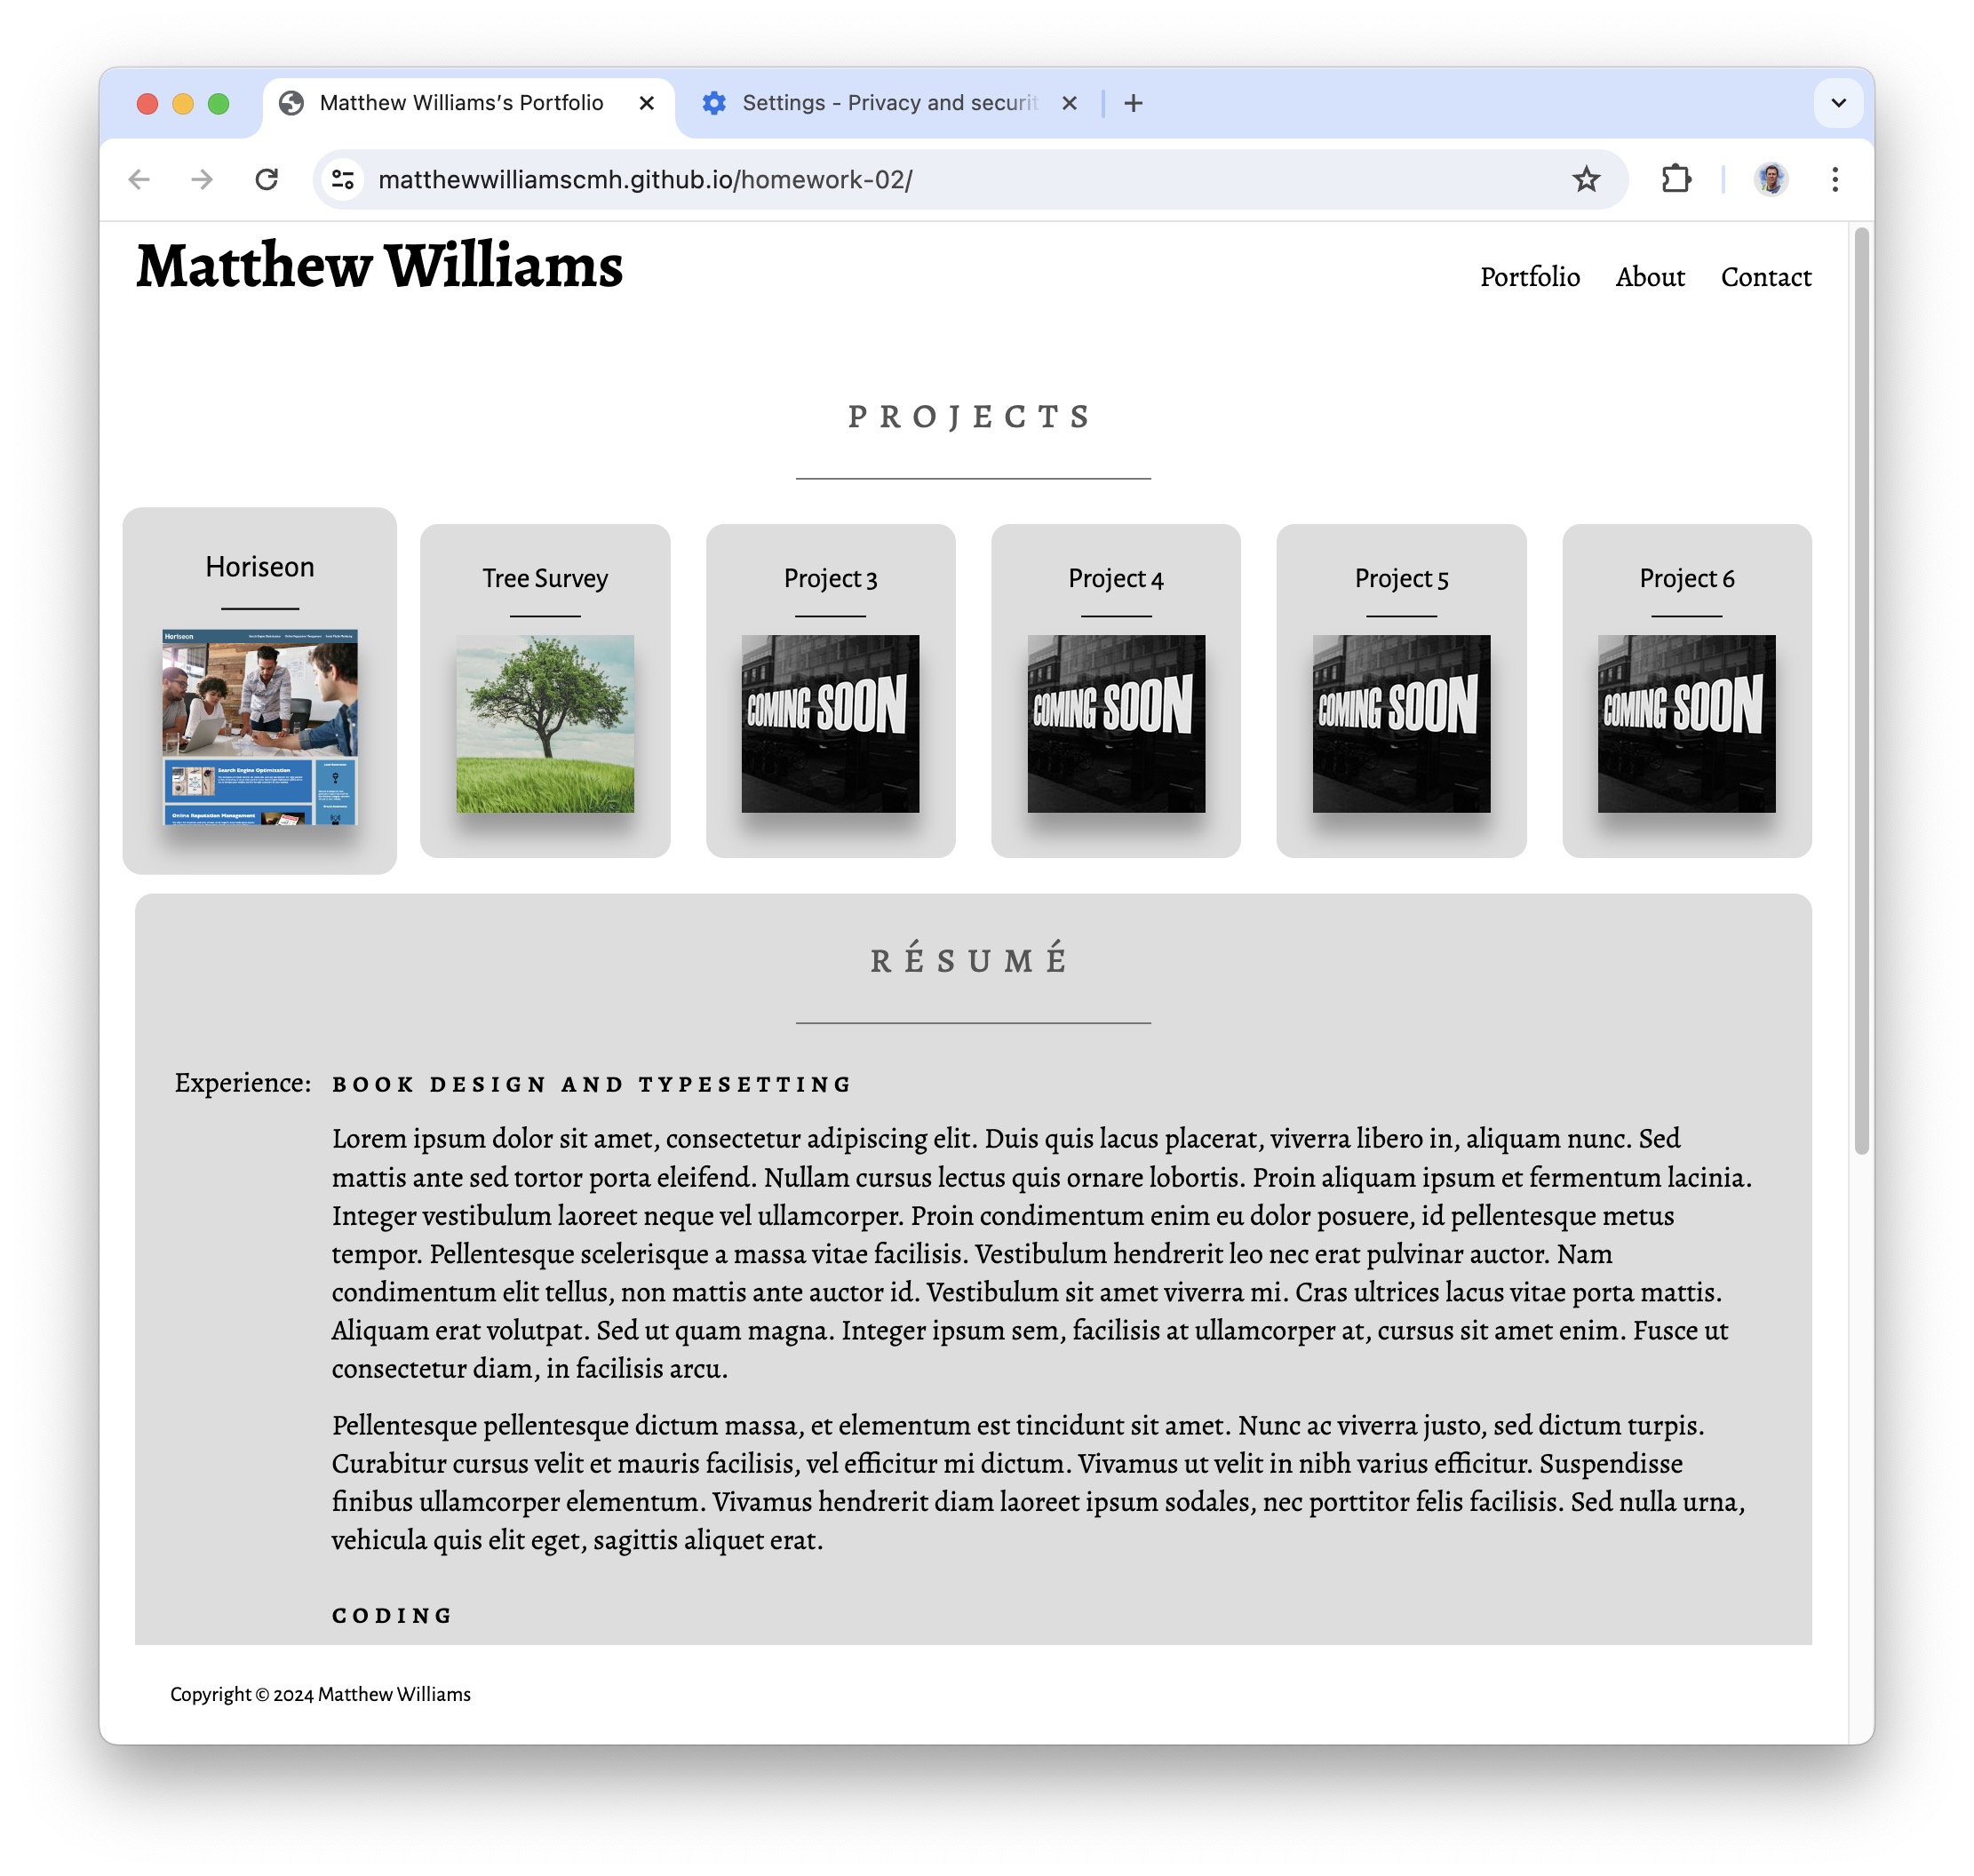 Matthew Williams's Portfolio
Settings - Privacy and securit
matthewwilliamscmh.github.io/homework-02/
Matthew Williams
Portfolio About Contact
PROJECTS
Horiseon
Tree Survey
Project 3
Project 4
Project 5
Project 6
Horiseon
Search Engine Optimization
Online Reputation Management
COMING SOON
COMING SOON
COMING SOON
COMING SOON
RÉSUMÉ
Experience: BOOK DESIGN AND TYPESETTING
Lorem ipsum dolor sit amet, consectetur adipiscing elit. Duis quis lacus placerat, viverra libero in, aliquam nunc. Sed
mattis ante sed tortor porta eleifend. Nullam cursus lectus quis ornare lobortis. Proin aliquam ipsum et fermentum lacinia.
Integer vestibulum laoreet neque vel ullamcorper. Proin condimentum enim eu dolor posuere, id pellentesque metus
tempor. Pellentesque scelerisque a massa vitae facilisis. Vestibulum hendrerit leo nec erat pulvinar auctor. Nam
condimentum elit tellus, non mattis ante auctor id. Vestibulum sit amet viverra mi. Cras ultrices lacus vitae porta mattis.
Aliquam erat volutpat. Sed ut quam magna. Integer ipsum sem, facilisis at ullamcorper at, cursus sit amet enim. Fusce ut
consectetur diam, in facilisis arcu.
Pellentesque pellentesque dictum massa, et elementum est tincidunt sit amet. Nunc ac viverra justo, sed dictum turpis.
Curabitur cursus velit et mauris facilisis, vel efficitur mi dictum. Vivamus ut velit in nibh varius efficitur. Suspendisse
finibus ullamcorper elementum. Vivamus hendrerit diam laoreet ipsum sodales, nec porttitor felis facilisis. Sed nulla urna,
vehicula quis elit eget, sagittis aliquet erat.
CODING
Copyright © 2024 Matthew Williams